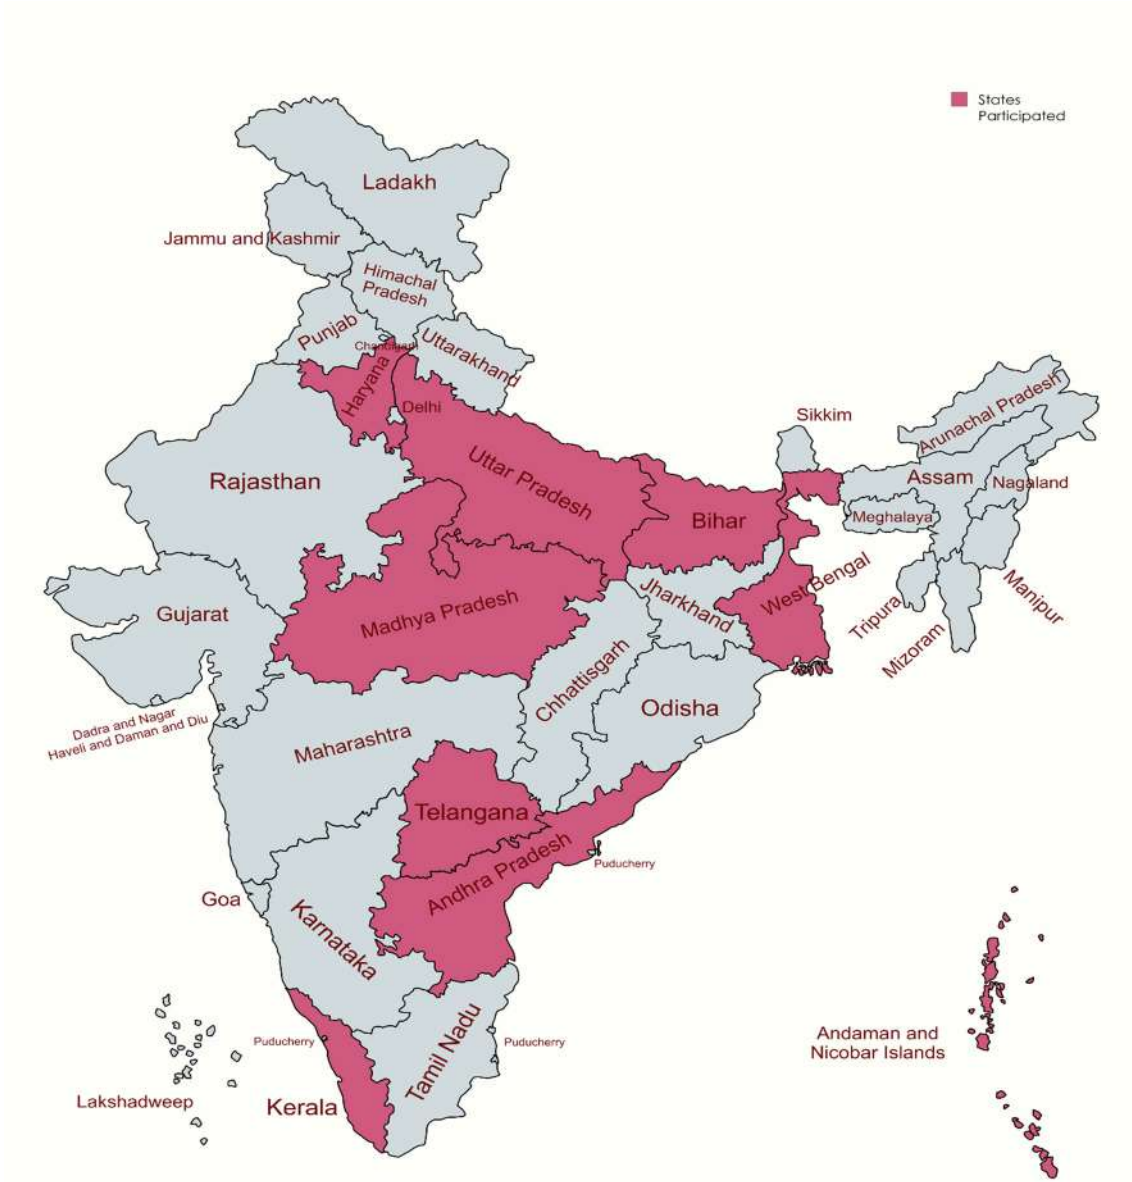 States
Participated
Ladakh
Jammu and Kashmir
Himachal
Pradesh
Punjab
Chandigarh
Uttarakhand
Haryana
Delhi
Sikkim
Arunachal Pradesh
Rajasthan
Uttar Pradesh
Assam
Nagaland
Bihar
Meghalaya
Gujarat
Madhya Pradesh
Jharkhand
West Bengal
Tripura
Manipur
Mizoram
Chhattisgarh
Odisha
Dadra and Nagar
Haveli and Daman and Diu
Maharashtra
Telangana
Andhra Pradesh
Puducherry
Goa
Karnataka
Puducherry
Tamil Nadu
Puducherry
Andaman and
Nicobar Islands
Lakshadweep
Kerala